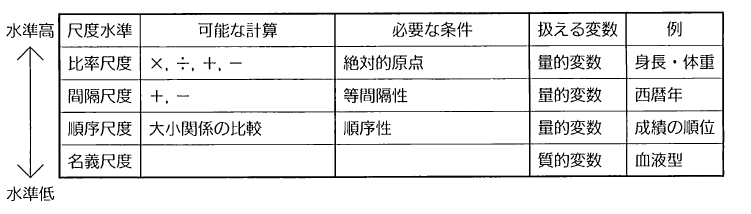 水準高 尺度水準 可能な計算 必要な条件 扱える変数 例
比率尺度 ×, ÷, +, − 絶対的原点 量的変数 身長・体重
間隔尺度 +, − 等間隔性 量的変数 西暦年
順序尺度 大小関係の比較 順序性 量的変数 成績の順位
名義尺度 質的変数 血液型
水準低